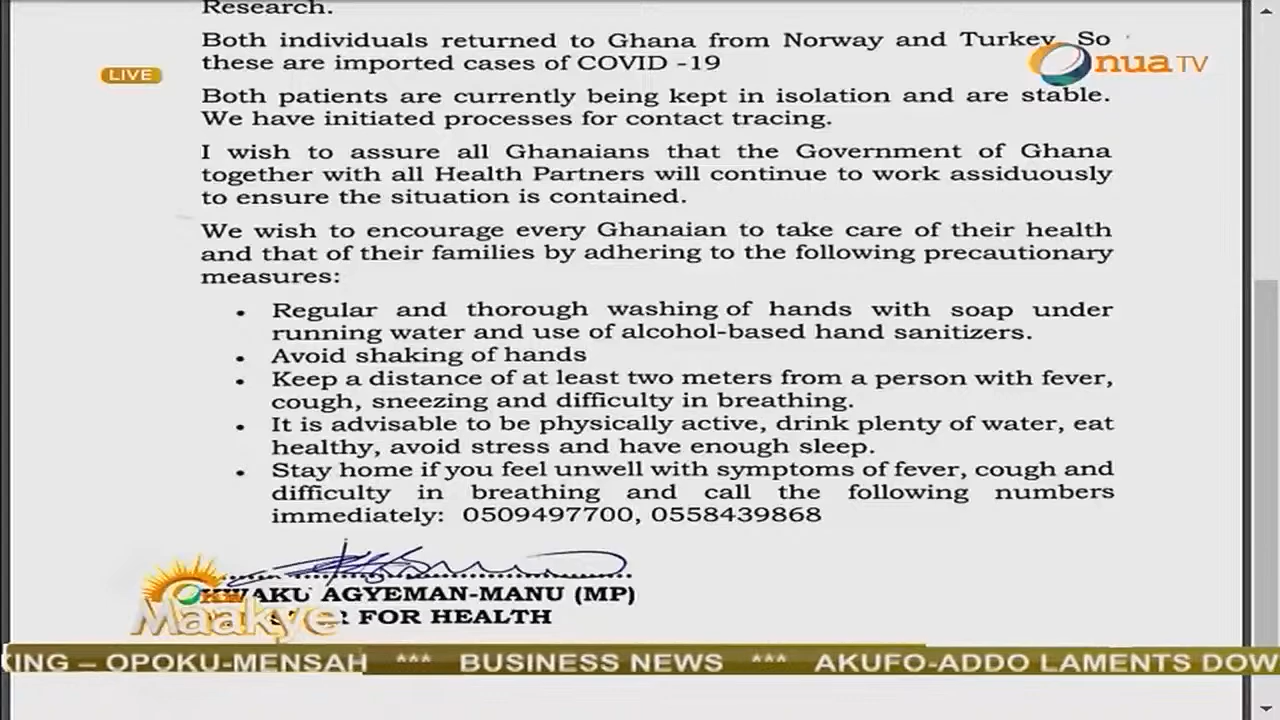 Research.
Both individuals returned to Ghana from Norway and Turkey. So
these are imported cases of COVID -19
LIVE
Onua TV
Both patients are currently being kept in isolation and are stable.
We have initiated processes for contact tracing.
I wish to assure all Ghanaians that the Government of Ghana
together with all Health Partners will continue to work assiduously
to ensure the situation is contained.
We wish to encourage every Ghanaian to take care of their health
and that of their families by adhering to the following precautionary
measures:
• Regular and thorough washing of hands with soap under
running water and use of alcohol-based hand sanitizers.
• Avoid shaking of hands
• Keep a distance of at least two meters from a person with fever,
cough, sneezing and difficulty in breathing.
• It is advisable to be physically active, drink plenty of water, eat
healthy, avoid stress and have enough sleep.
• Stay home if you feel unwell with symptoms of fever, cough and
difficulty in breathing and call the following numbers
immediately: 0509497700, 0558439868
KWAKU AGYEMAN-MANU (MP)
FOR HEALTH
Maakye
KING – OPOKU-MENSAH *** BUSINESS NEWS *** AKUFO-ADDO LAMENTS DOW